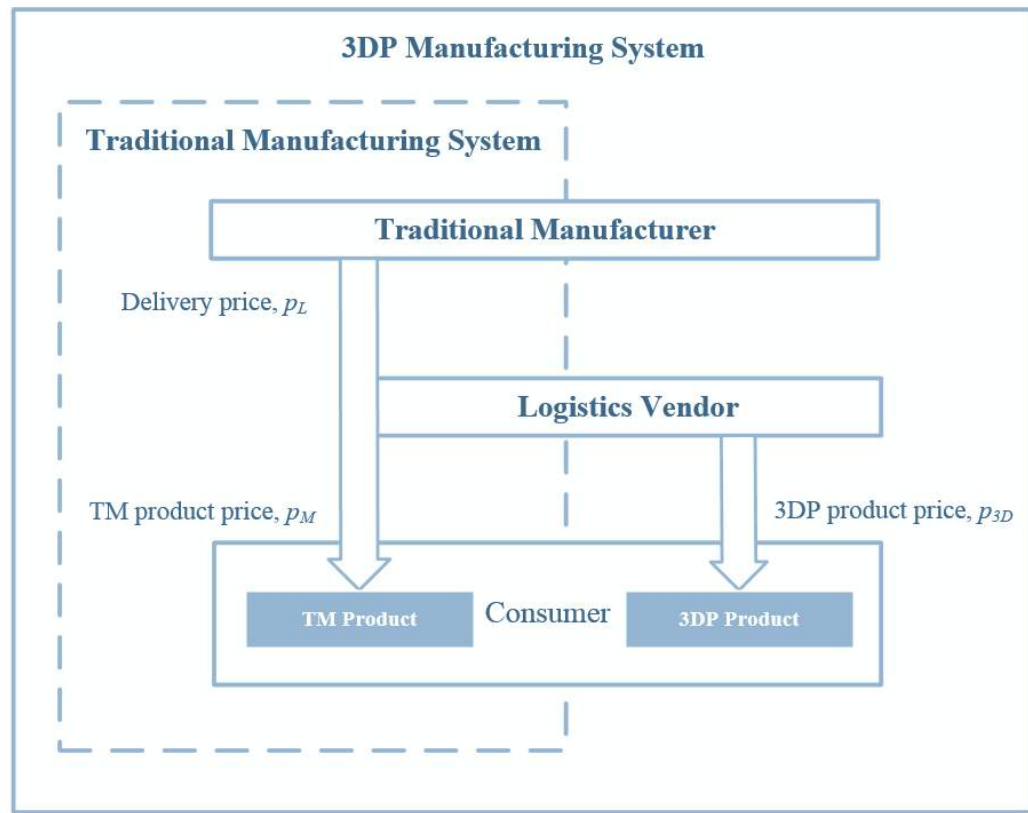 3DP Manufacturing System
Traditional Manufacturing System
Traditional Manufacturer
Delivery price, pL
Logistics Vendor
TM product price, pM
3DP product price, p3D
TM Product
Consumer
3DP Product